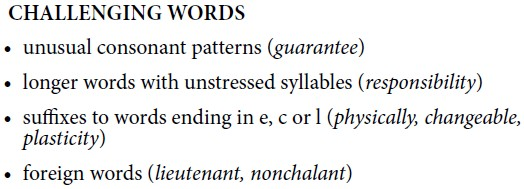 CHALLENGING WORDS
• unusual consonant patterns (guarantee)
• longer words with unstressed syllables (responsibility)
• suffixes to words ending in e, c or l (physically, changeable,
plasticity)
• foreign words (lieutenant, nonchalant)